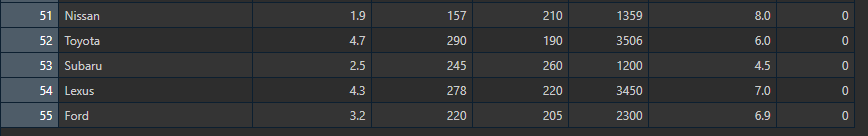 51 Nissan 1.9 157 210 1359 8.0 0
52 Toyota 4.7 290 190 3506 6.0 0
53 Subaru 2.5 245 260 1200 4.5 0
54 Lexus 4.3 278 220 3450 7.0 0
55 Ford 3.2 220 205 2300 6.9 0